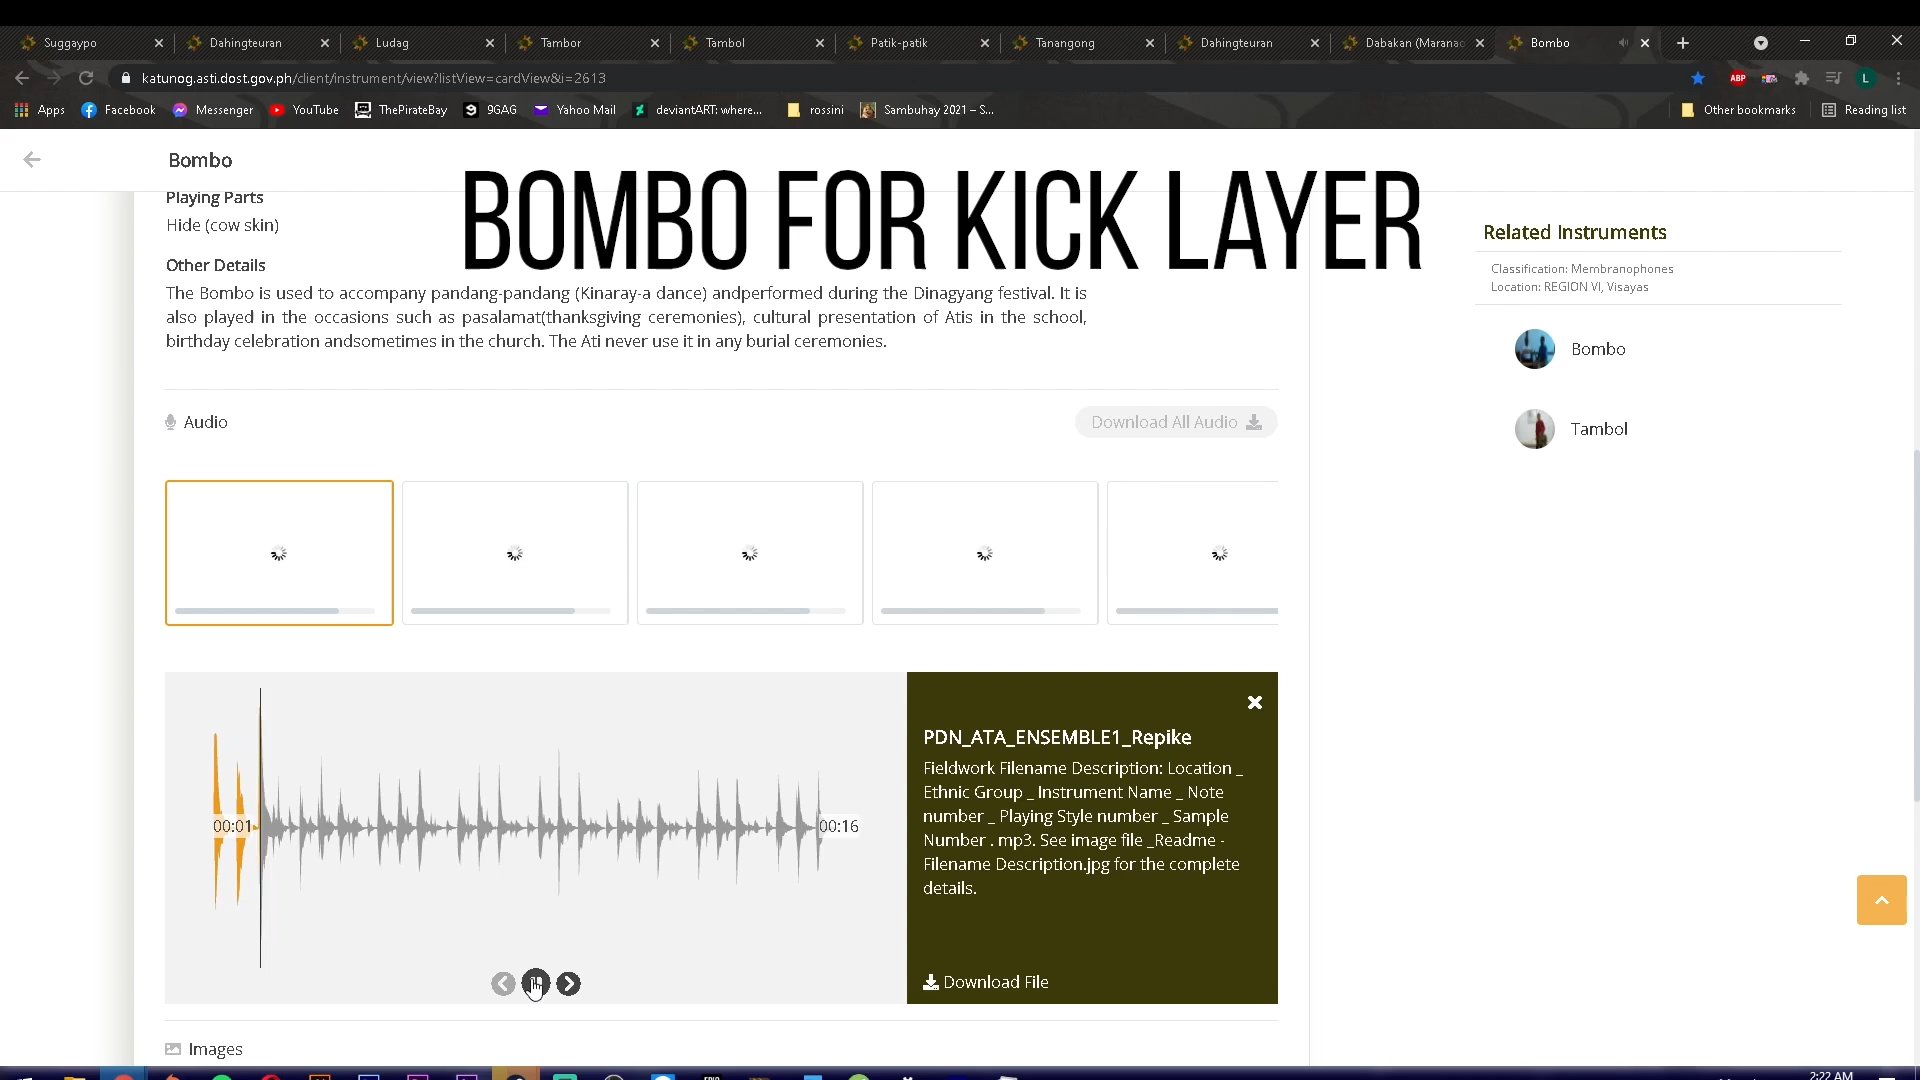 Suggaypo
Dahingteuran
Ludag
Tambor
Tambol
Patik-patik
Tanangong
Dahingteuran
Dabakan (Maranao
Bombo
katunog.asti.dost.gov.ph/client/instrument/view?listView=cardView&i=2613
ABP
L
Apps
Facebook
Messenger
YouTube
ThePirateBay
9GAG
Yahoo Mail
deviantART: where...
rossini
Sambuhay 2021 – S...
Other bookmarks
Reading list
Bombo
BOMBO FOR KICK LAYER
Playing Parts
Hide (cow skin)
Other Details
The Bombo is used to accompany pandang-pandang (Kinaray-a dance) andperformed during the Dinagyang festival. It is
also played in the occasions such as pasalamat(thanksgiving ceremonies), cultural presentation of Atis in the school,
birthday celebration andsometimes in the church. The Ati never use it in any burial ceremonies.
Related Instruments
Classification: Membranophones
Location: REGION VI, Visayas
Bombo
Tambol
Audio
Download All Audio
00:01
00:16
PDN_ATA_ENSEMBLE1_Repike
Fieldwork Filename Description: Location _
Ethnic Group _ Instrument Name _ Note
number _ Playing Style number _ Sample
Number . mp3. See image file _Readme -
Filename Description.jpg for the complete
details.
Download File
Images
2:22 AM